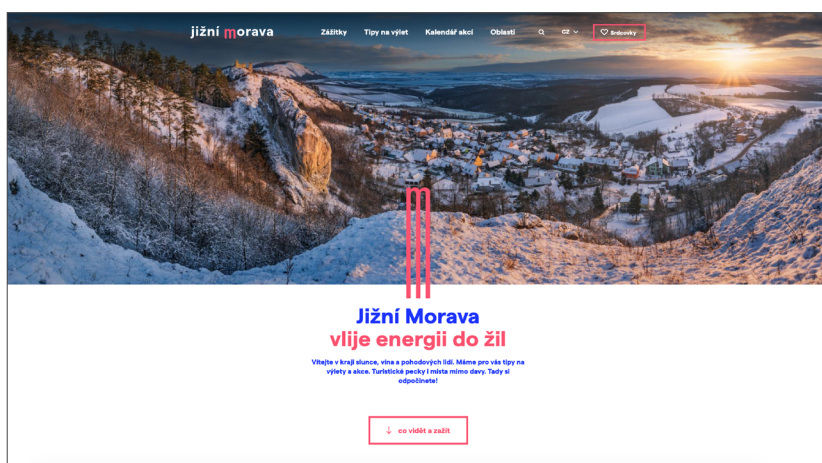 jižní morava
Zážitky Tipy na výlet Kalendář akcí Oblasti CZ Srdcovky
Jižní Morava
vlije energii do žil
Vítejte v kraji slunce, vína a pohodových lidí. Máme pro vás tipy na
výlety a akce. Turistické pecky i místa mimo davy. Tady si
odpočinete!
co vidět a zažít